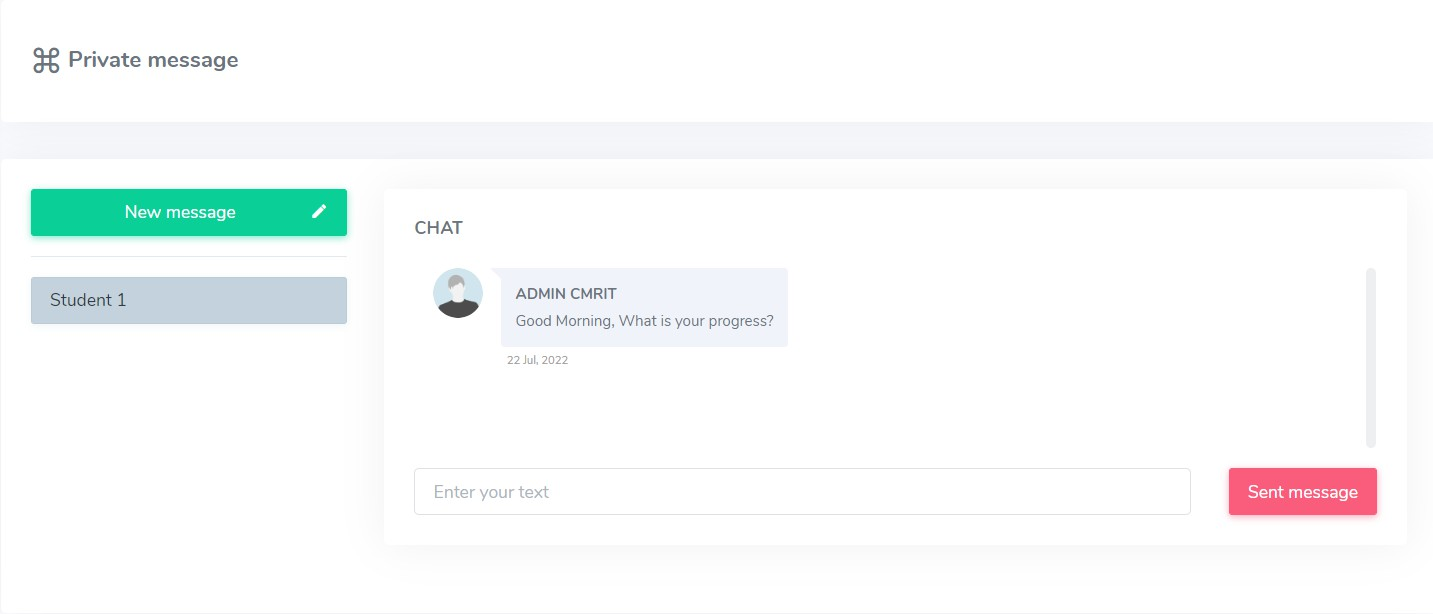 Private message
New message
Student 1
CHAT
ADMIN CMRIT
Good Morning, What is your progress?
22 Jul, 2022
Enter your text
Sent message